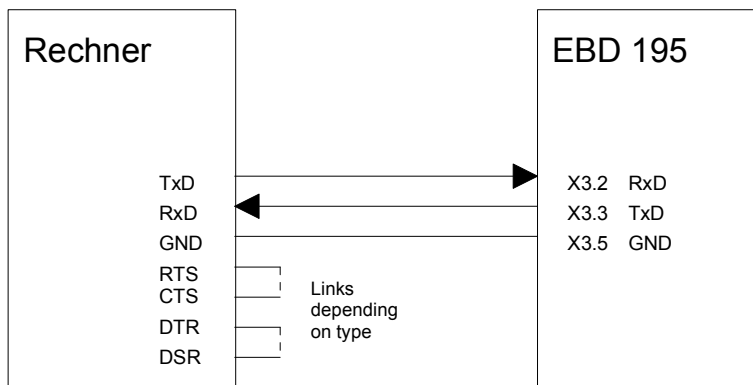 Rechner
EBD 195
TxD
X3.2 RxD
RxD
X3.3 TxD
GND
X3.5 GND
RTS
CTS
Links
depending
on type
DTR
DSR